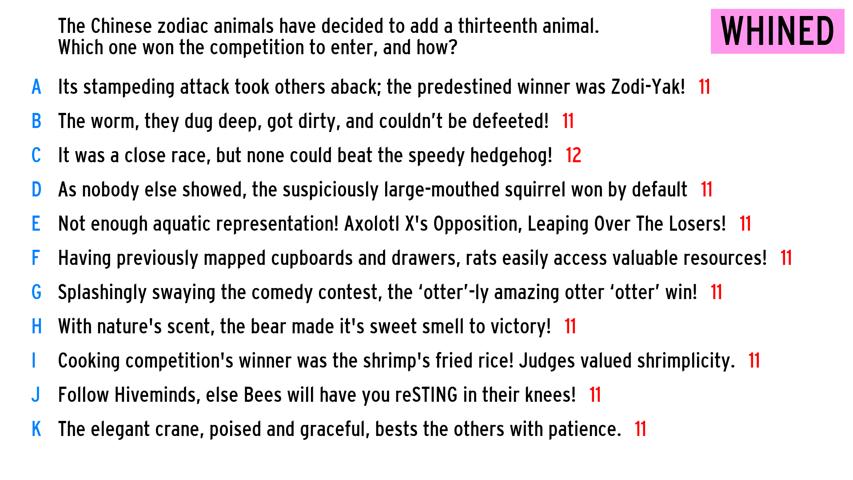 The Chinese zodiac animals have decided to add a thirteenth animal.
Which one won the competition to enter, and how?
WHINED
A Its stampeding attack took others aback; the predestined winner was Zodi-Yak! 11
B The worm, they dug deep, got dirty, and couldn't be defeeted! 11
C It was a close race, but none could beat the speedy hedgehog! 12
D As nobody else showed, the suspiciously large-mouthed squirrel won by default 11
E Not enough aquatic representation! Axolotl X's Opposition, Leaping Over The Losers! 11
F Having previously mapped cupboards and drawers, rats easily access valuable resources! 11
G Splashingly swaying the comedy contest, the 'otter'-ly amazing otter 'otter' win! 11
H With nature's scent, the bear made it's sweet smell to victory! 11
I Cooking competition's winner was the shrimp's fried rice! Judges valued shrimplicity. 11
J Follow Hiveminds, else Bees will have you reSTING in their knees! 11
K The elegant crane, poised and graceful, bests the others with patience. 11